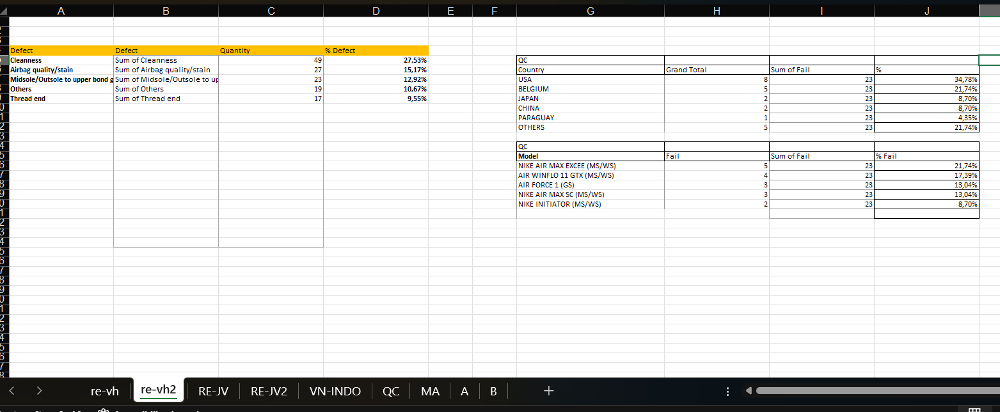 A B C D E F G H I J
Defect Defect Quantity % Defect
Cleanness Sum of Cleanness 49 27,53%
QC
Airbag quality/stain Sum of Airbag quality/stain 27 15,17%
Country Grand Total Sum of Fail %
Midsole/Outsole to upper bond g Sum of Midsole/Outsole to up 23 12,92%
USA 8 23 34,78%
Others Sum of Others 19 10,67%
BELGIUM 5 23 21,74%
Thread end Sum of Thread end 17 9,55%
JAPAN 2 23 8,70%
CHINA 2 23 8,70%
PARAGUAY 1 23 4,35%
OTHERS 5 23 21,74%
QC
Model Fail Sum of Fail % Fail
NIKE AIR MAX EXCEE (MS/WS) 5 23 21,74%
AIR WINFLO 11 GTX (MS/WS) 4 23 17,39%
AIR FORCE 1 (GS) 3 23 13,04%
NIKE AIR MAX SC (MS/WS) 3 23 13,04%
NIKE INITIATOR (MS/WS) 2 23 8,70%
re-vh re-vh2 RE-JV RE-JV2 VN-INDO QC MA A B +